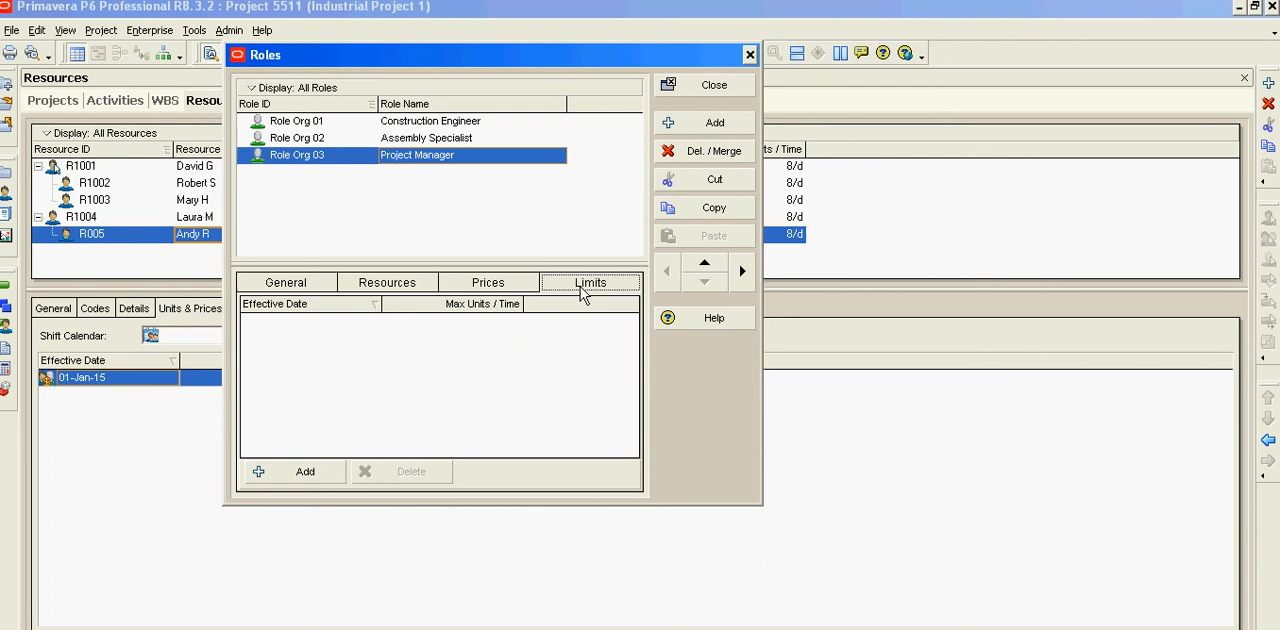 Primavera P6 Professional R8.3.2 : Project 5511 (Industrial Project 1)
File Edit View Project Enterprise Tools Admin Help
Roles
Resources
Projects Activities WBS Resou
Display: All Resources
Resource ID Resource ts / Time
R1001 David G 8/d
R1002 Robert S 8/d
R1003 Mary H 8/d
R1004 Laura M 8/d
R005 Andy R 8/d
Display: All Roles
Role ID Role Name
Role Org 01 Construction Engineer
Role Org 02 Assembly Specialist
Role Org 03 Project Manager
Close
Add
Del. / Merge
Cut
Copy
Paste
Help
General Resources Prices Limits
Effective Date Max Units / Time
Add Delete
General Codes Details Units & Prices
Shift Calendar:
Effective Date
01-Jan-15